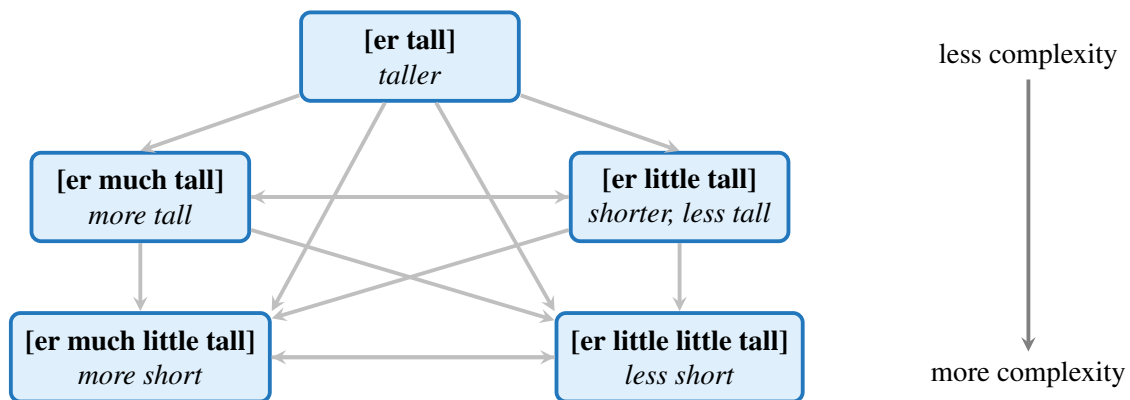 [er tall]
taller
less complexity
[er much tall]
more tall
[er little tall]
shorter, less tall
[er much little tall]
more short
[er little little tall]
less short
more complexity